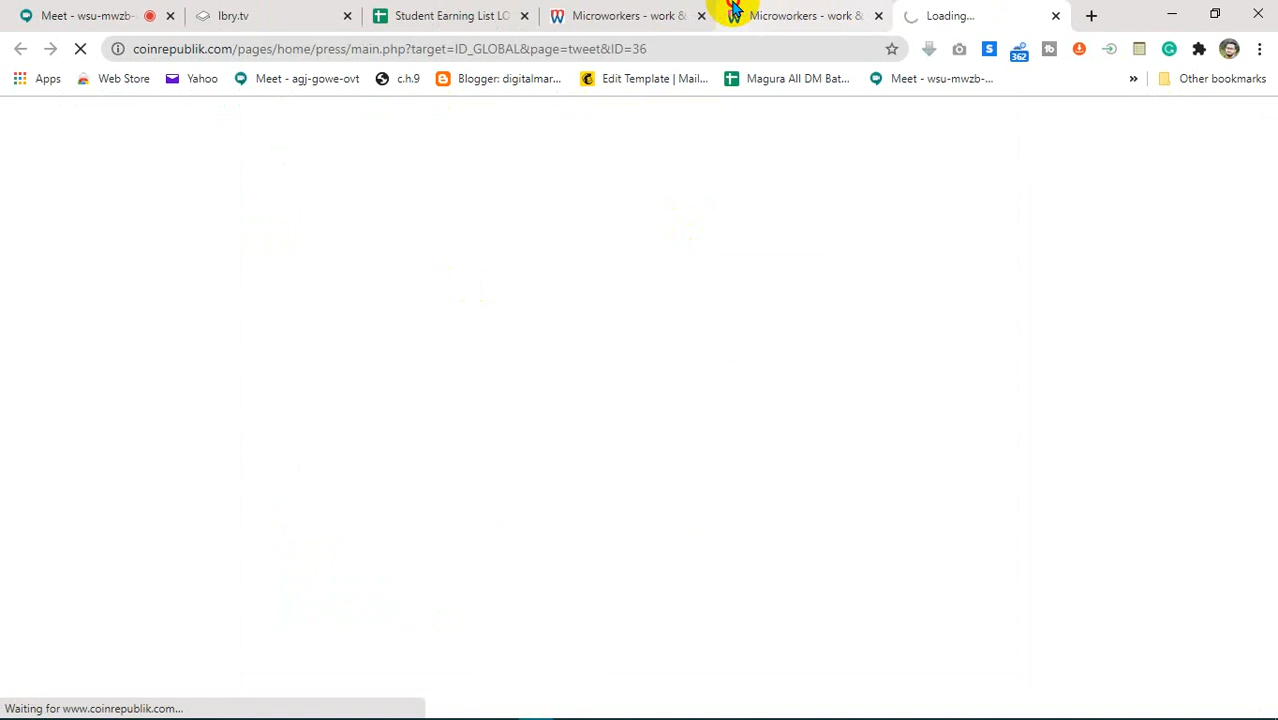 Meet - wsu-mwzb- lbry.tv Student Earning List LO Microworkers - work & Microworkers - work & Loading...
coinrepublik.com/pages/home/press/main.php?target=ID_GLOBAL&page=tweet&ID=36 362
Apps Web Store Yahoo Meet - agj-gowe-ovt c.h.9 Blogger: digitalmar... Edit Template | Mail... Magura All DM Bat... Meet - wsu-mwzb-... » Other bookmarks
Waiting for www.coinrepublik.com...